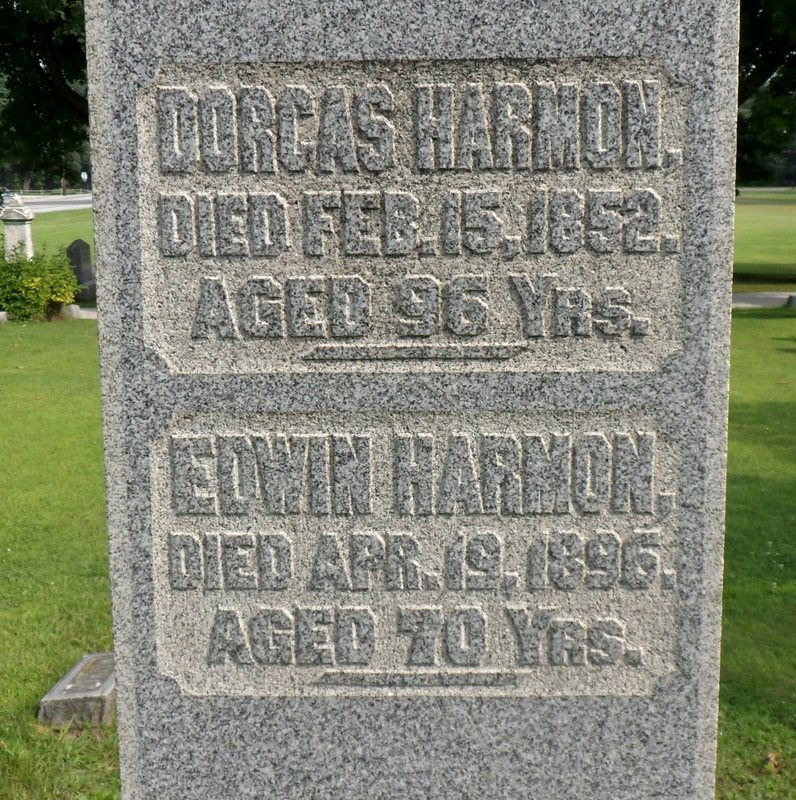 DORCAS HARMON.
DIED FEB. 15, 1852.
AGED 96 YRS.
EDWIN HARMON.
DIED APR. 19, 1896.
AGED 70 YRS.